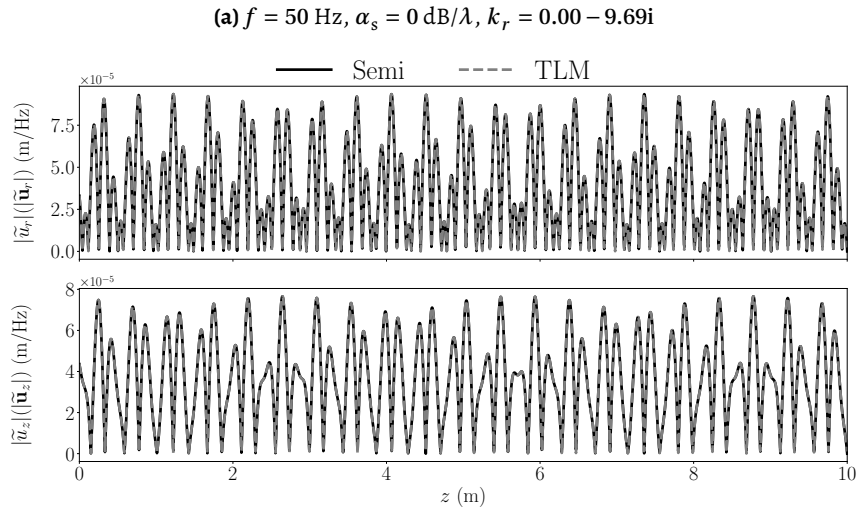 (a) f = 50 Hz, αₛ = 0 dB/λ, kᵣ = 0.00 – 9.69i
Semi TLM
×10⁻⁵
|ũᵣ|(|ũᵣ|) (m/Hz)
7.5
5.0
2.5
0.0
×10⁻⁵
|ũ_z|(|ũ_z|) (m/Hz)
8
6
4
2
0
0 2 4 6 8 10
z (m)